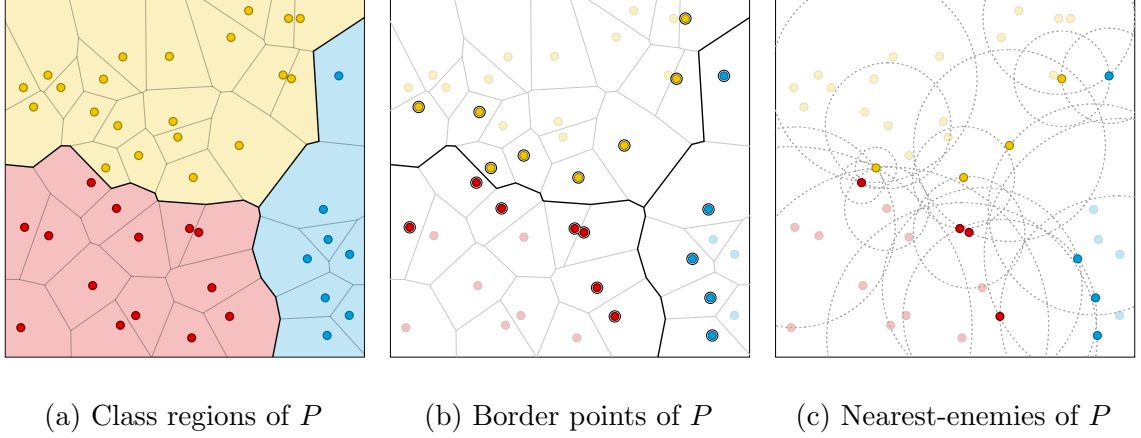 (a) Class regions of P (b) Border points of P (c) Nearest-enemies of P